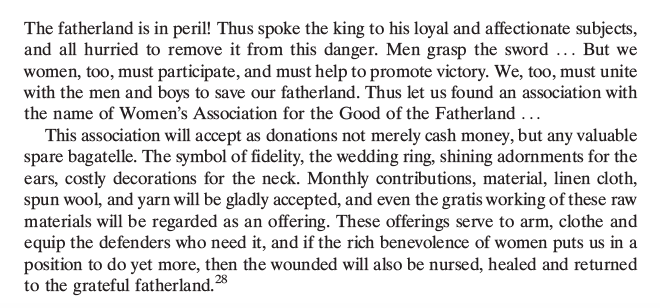 The fatherland is in peril! Thus spoke the king to his loyal and affectionate subjects,
and all hurried to remove it from this danger. Men grasp the sword ... But we
women, too, must participate, and must help to promote victory. We, too, must unite
with the men and boys to save our fatherland. Thus let us found an association with
the name of Women's Association for the Good of the Fatherland ...
This association will accept as donations not merely cash money, but any valuable
spare bagatelle. The symbol of fidelity, the wedding ring, shining adornments for the
ears, costly decorations for the neck. Monthly contributions, material, linen cloth,
spun wool, and yarn will be gladly accepted, and even the gratis working of these raw
materials will be regarded as an offering. These offerings serve to arm, clothe and
equip the defenders who need it, and if the rich benevolence of women puts us in a
position to do yet more, then the wounded will also be nursed, healed and returned
to the grateful fatherland.28